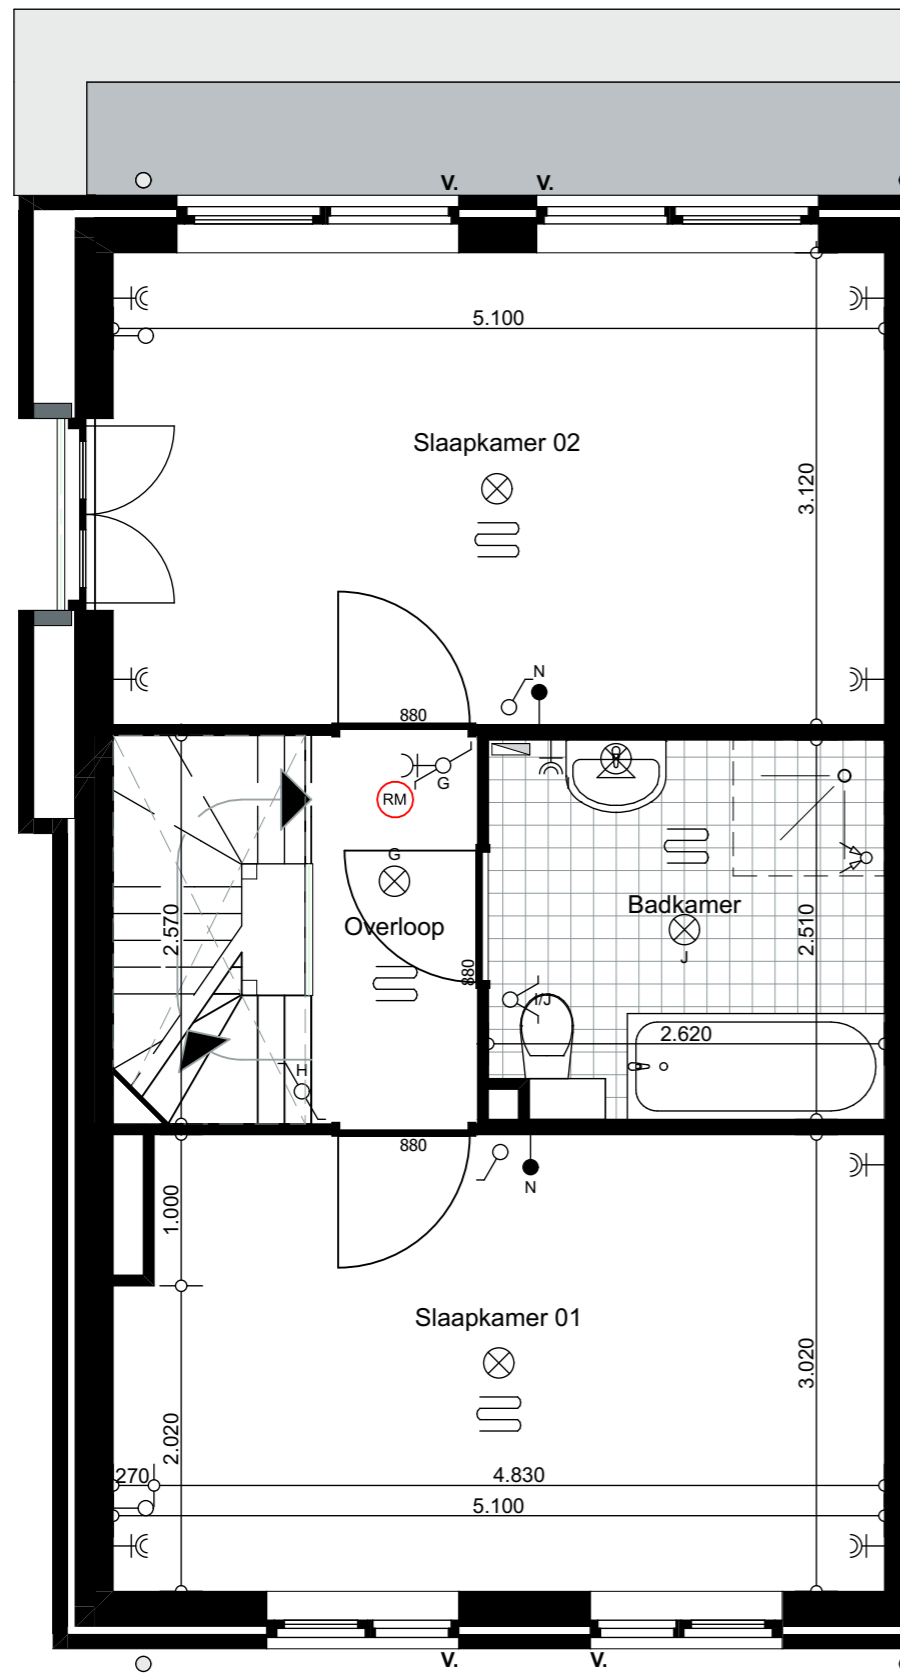 V. V.
5.100
Slaapkamer 02
3.120
N
880
G
RM
G
Overloop
2.570
880
Badkamer
J
2.510
I/J
2.620
H
880
N
1.000
Slaapkamer 01
3.020
2.020
270
4.830
5.100
V. V.